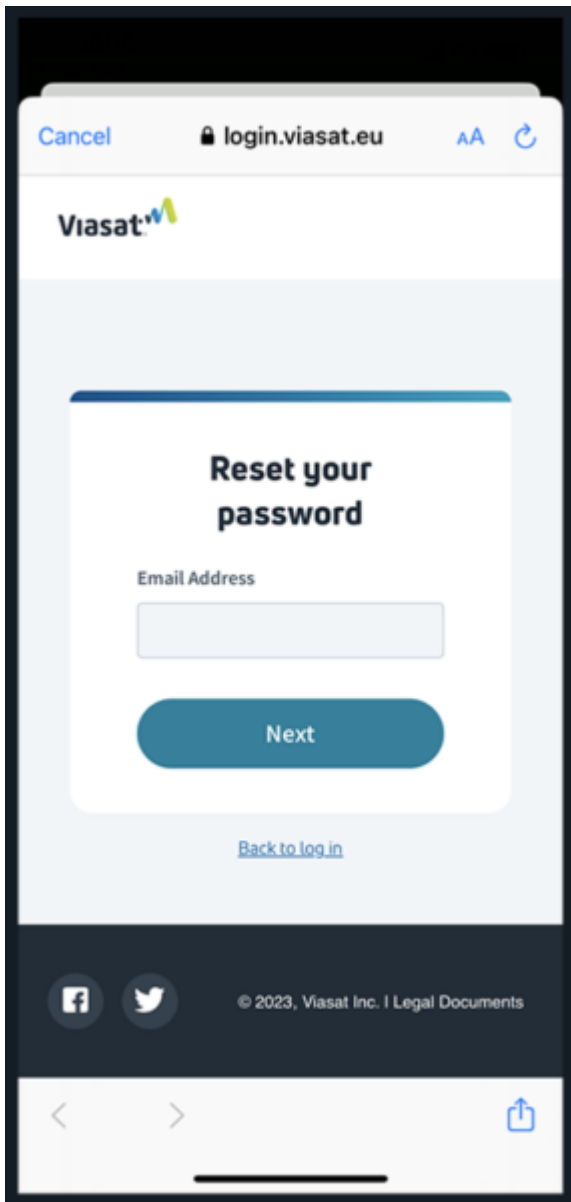 Cancel
login.viasat.eu
AA
Viasat
Reset your
password
Email Address
Next
Back to log in
© 2023, Viasat Inc. I Legal Documents